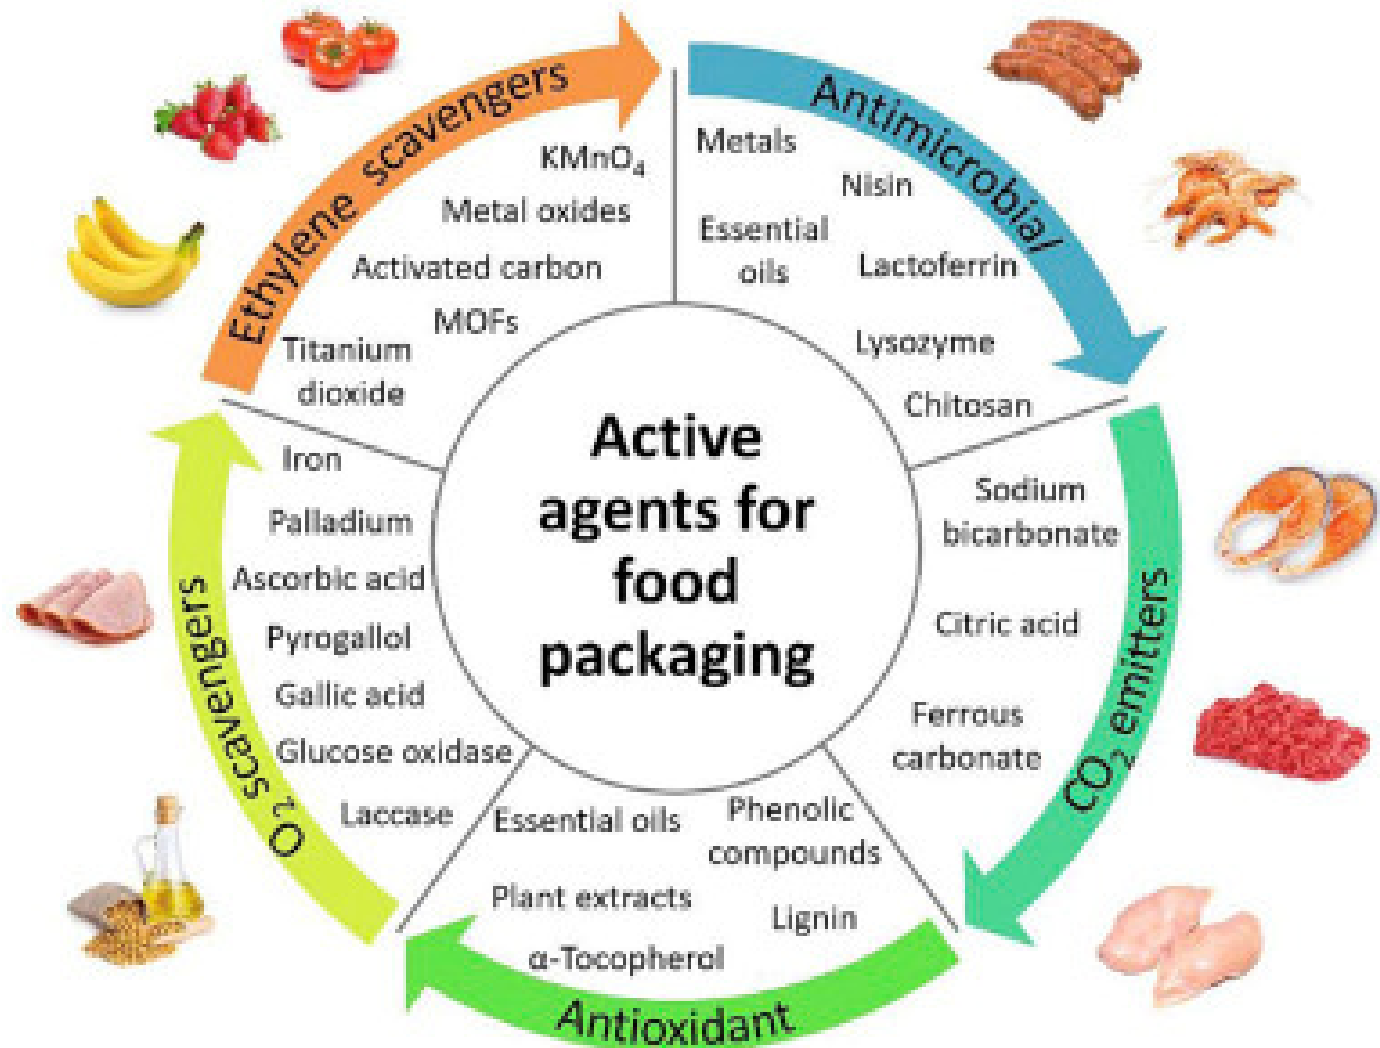 Active
agents for
food
packaging
Antimicrobial
Metals
Nisin
Essential
oils
Lactoferrin
Lysozyme
Chitosan
CO₂ emitters
Sodium
bicarbonate
Citric acid
Ferrous
carbonate
Antioxidant
Essential oils
Phenolic
compounds
Plant extracts
Lignin
α-Tocopherol
O₂ scavengers
Iron
Palladium
Ascorbic acid
Pyrogallol
Gallic acid
Glucose oxidase
Laccase
Ethylene scavengers
KMnO₄
Metal oxides
Activated carbon
MOFs
Titanium
dioxide